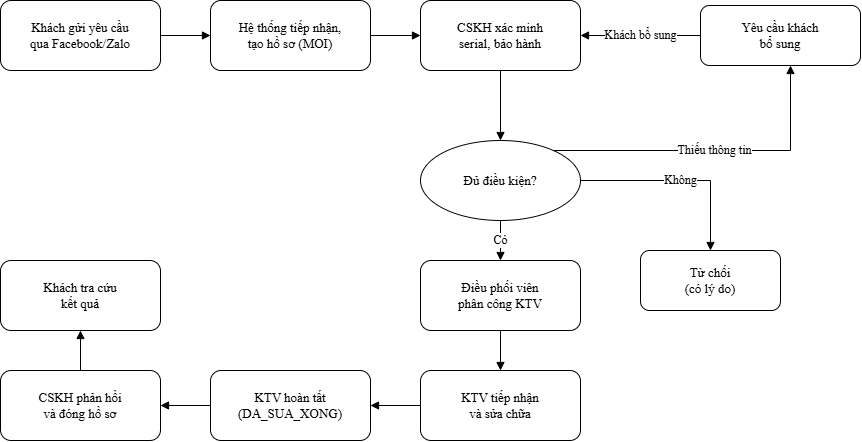 Khách gửi yêu cầu
qua Facebook/Zalo
Hệ thống tiếp nhận,
tạo hồ sơ (MOI)
CSKH xác minh
serial, bảo hành
Khách bổ sung
Yêu cầu khách
bổ sung
Thiếu thông tin
Đủ điều kiện?
Không
Có
Từ chối
(có lý do)
Điều phối viên
phân công KTV
Khách tra cứu
kết quả
CSKH phản hồi
và đóng hồ sơ
KTV hoàn tất
(DA_SUA_XONG)
KTV tiếp nhận
và sửa chữa